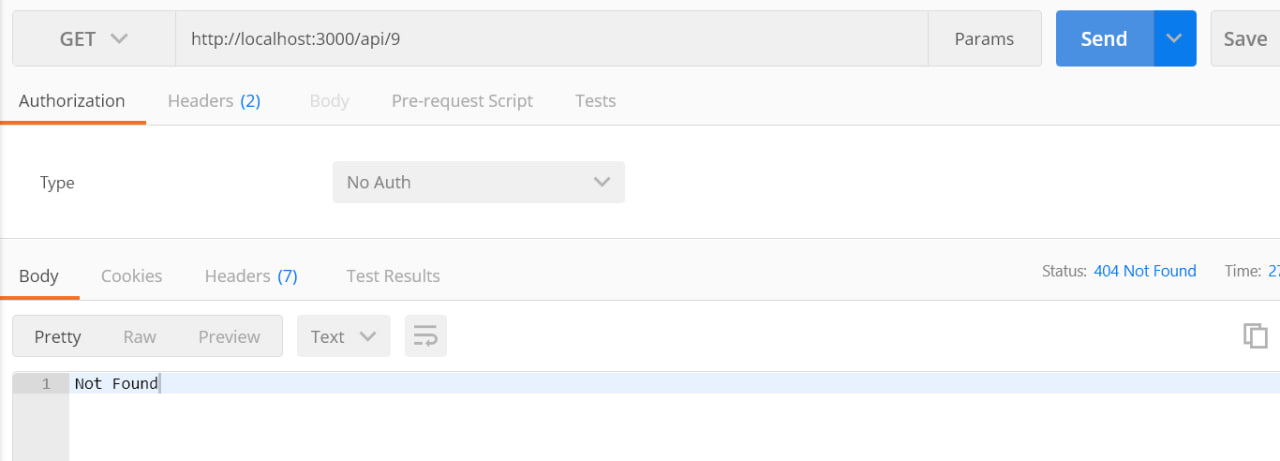 GET http://localhost:3000/api/9 Params Send Save
Authorization Headers (2) Body Pre-request Script Tests
Type No Auth
Body Cookies Headers (7) Test Results Status: 404 Not Found Time: 27
Pretty Raw Preview Text
1 Not Found